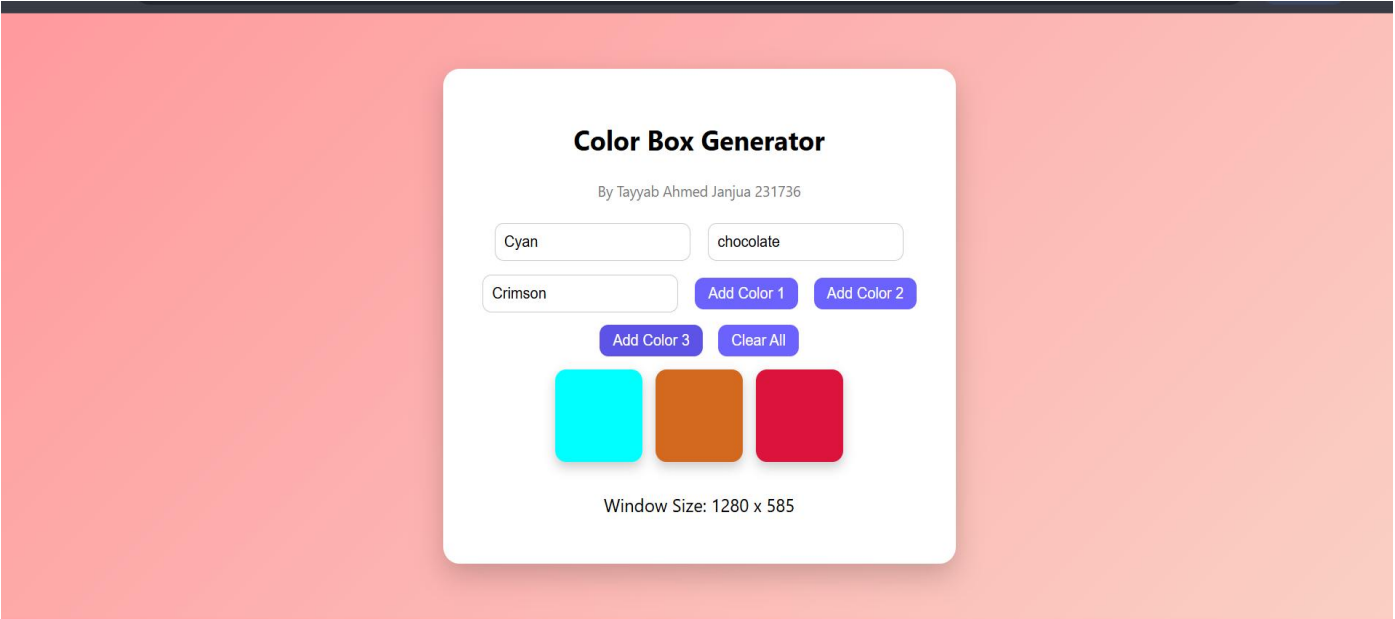 Color Box Generator
By Tayyab Ahmed Janjua 231736
Cyan chocolate
Crimson Add Color 1 Add Color 2
Add Color 3 Clear All
Window Size: 1280 x 585